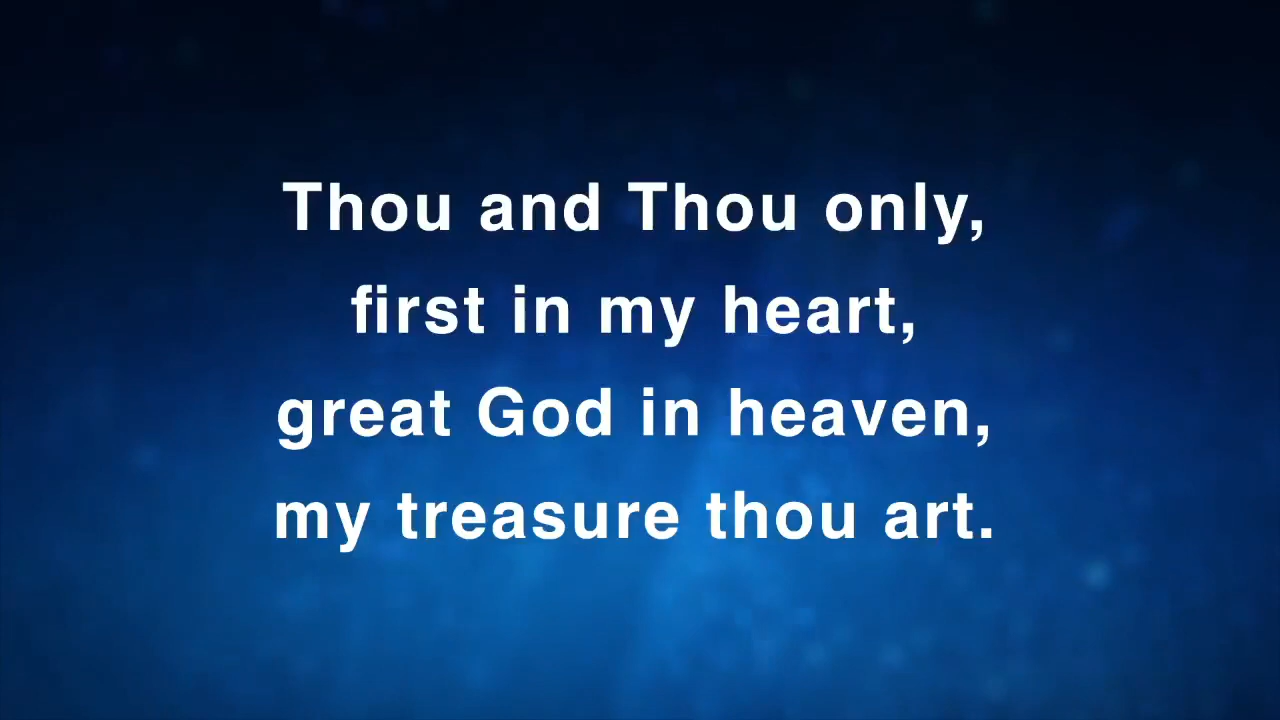 Thou and Thou only,
first in my heart,
great God in heaven,
my treasure thou art.